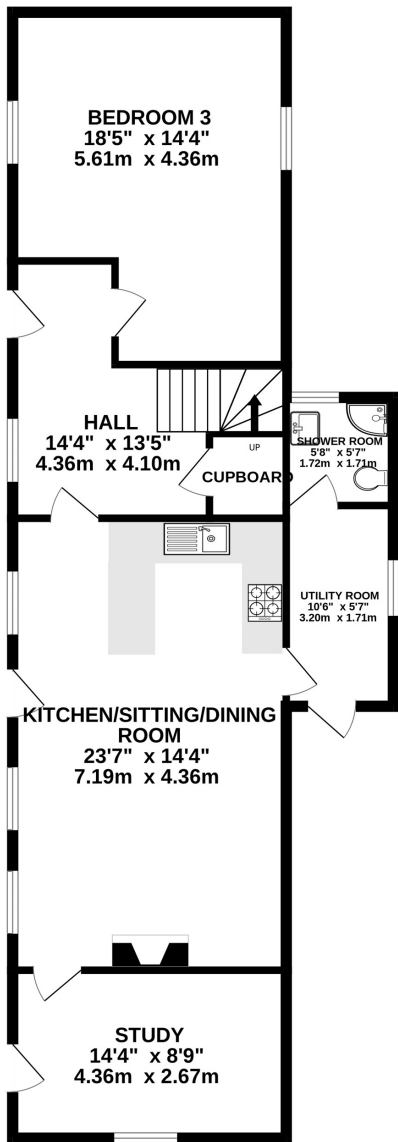 BEDROOM 3
18'5" x 14'4"
5.61m x 4.36m
HALL
14'4" x 13'5"
4.36m x 4.10m
UP
CUPBOARD
SHOWER ROOM
5'8" x 5'7"
1.72m x 1.71m
UTILITY ROOM
10'6" x 5'7"
3.20m x 1.71m
KITCHEN/SITTING/DINING
ROOM
23'7" x 14'4"
7.19m x 4.36m
STUDY
14'4" x 8'9"
4.36m x 2.67m